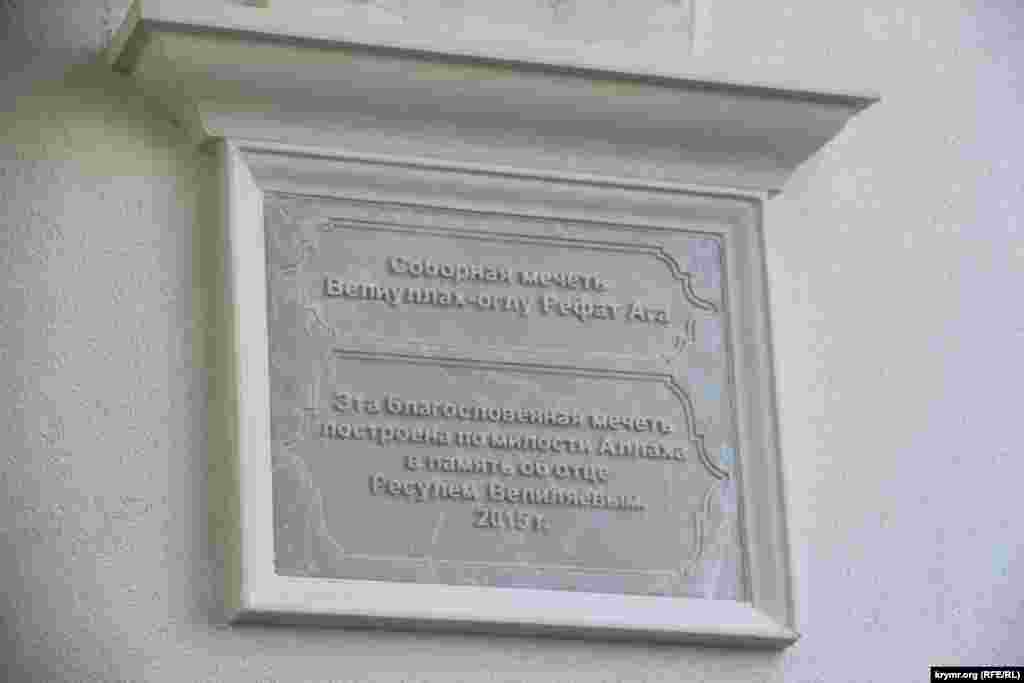 Соборная мечеть
Велиуллах-оглу Рефат Ага
Эта благословенная мечеть
построена по милости Аллаха
в память об отце
Ресулем Велиляевым.
2015 г.
krymr.org (RFE/RL)